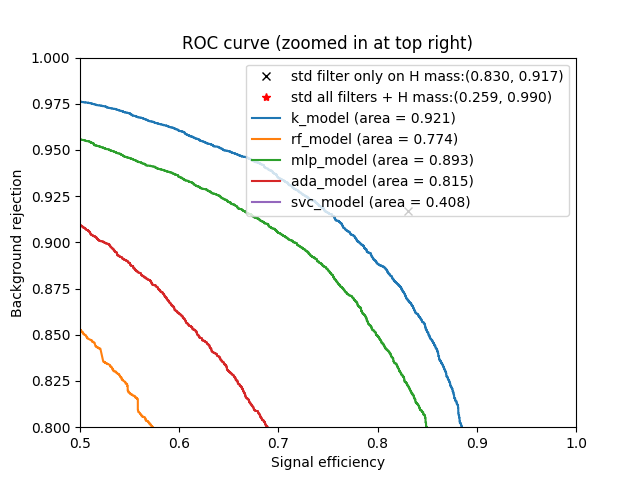 ROC curve (zoomed in at top right)
std filter only on H mass:(0.830, 0.917)
std all filters + H mass:(0.259, 0.990)
k_model (area = 0.921)
rf_model (area = 0.774)
mlp_model (area = 0.893)
ada_model (area = 0.815)
svc_model (area = 0.408)
Background rejection
1.000
0.975
0.950
0.925
0.900
0.875
0.850
0.825
0.800
0.5 0.6 0.7 0.8 0.9 1.0
Signal efficiency